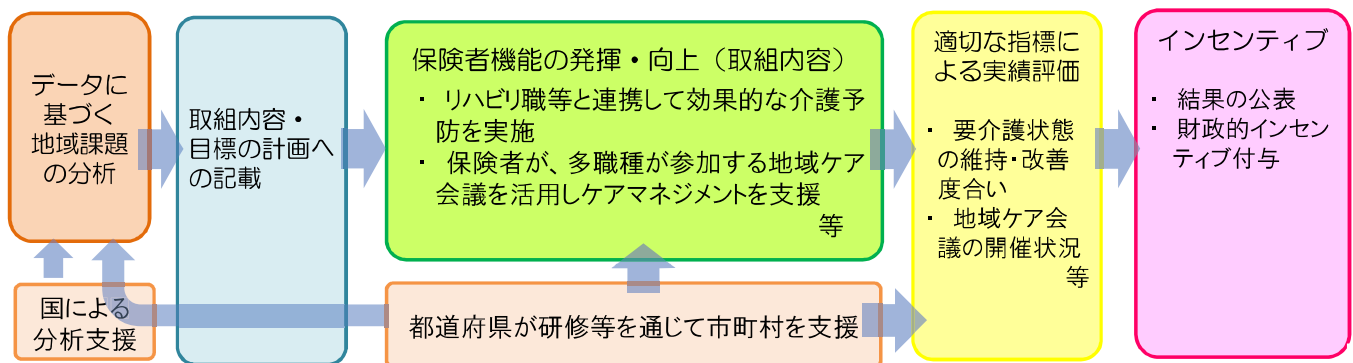 データに
基づく
地域課題
の分析
国による
分析支援
取組内容・
目標の計画へ
の記載
保険者機能の発揮・向上（取組内容）
・ リハビリ職等と連携して効果的な介護予
防を実施
・ 保険者が、多職種が参加する地域ケア
会議を活用しケアマネジメントを支援
等
都道府県が研修等を通じて市町村を支援
適切な指標に
よる実績評価
・ 要介護状態
の維持・改善
度合い
・ 地域ケア会
議の開催状況
等
インセンティブ
・ 結果の公表
・ 財政的インセン
ティブ付与